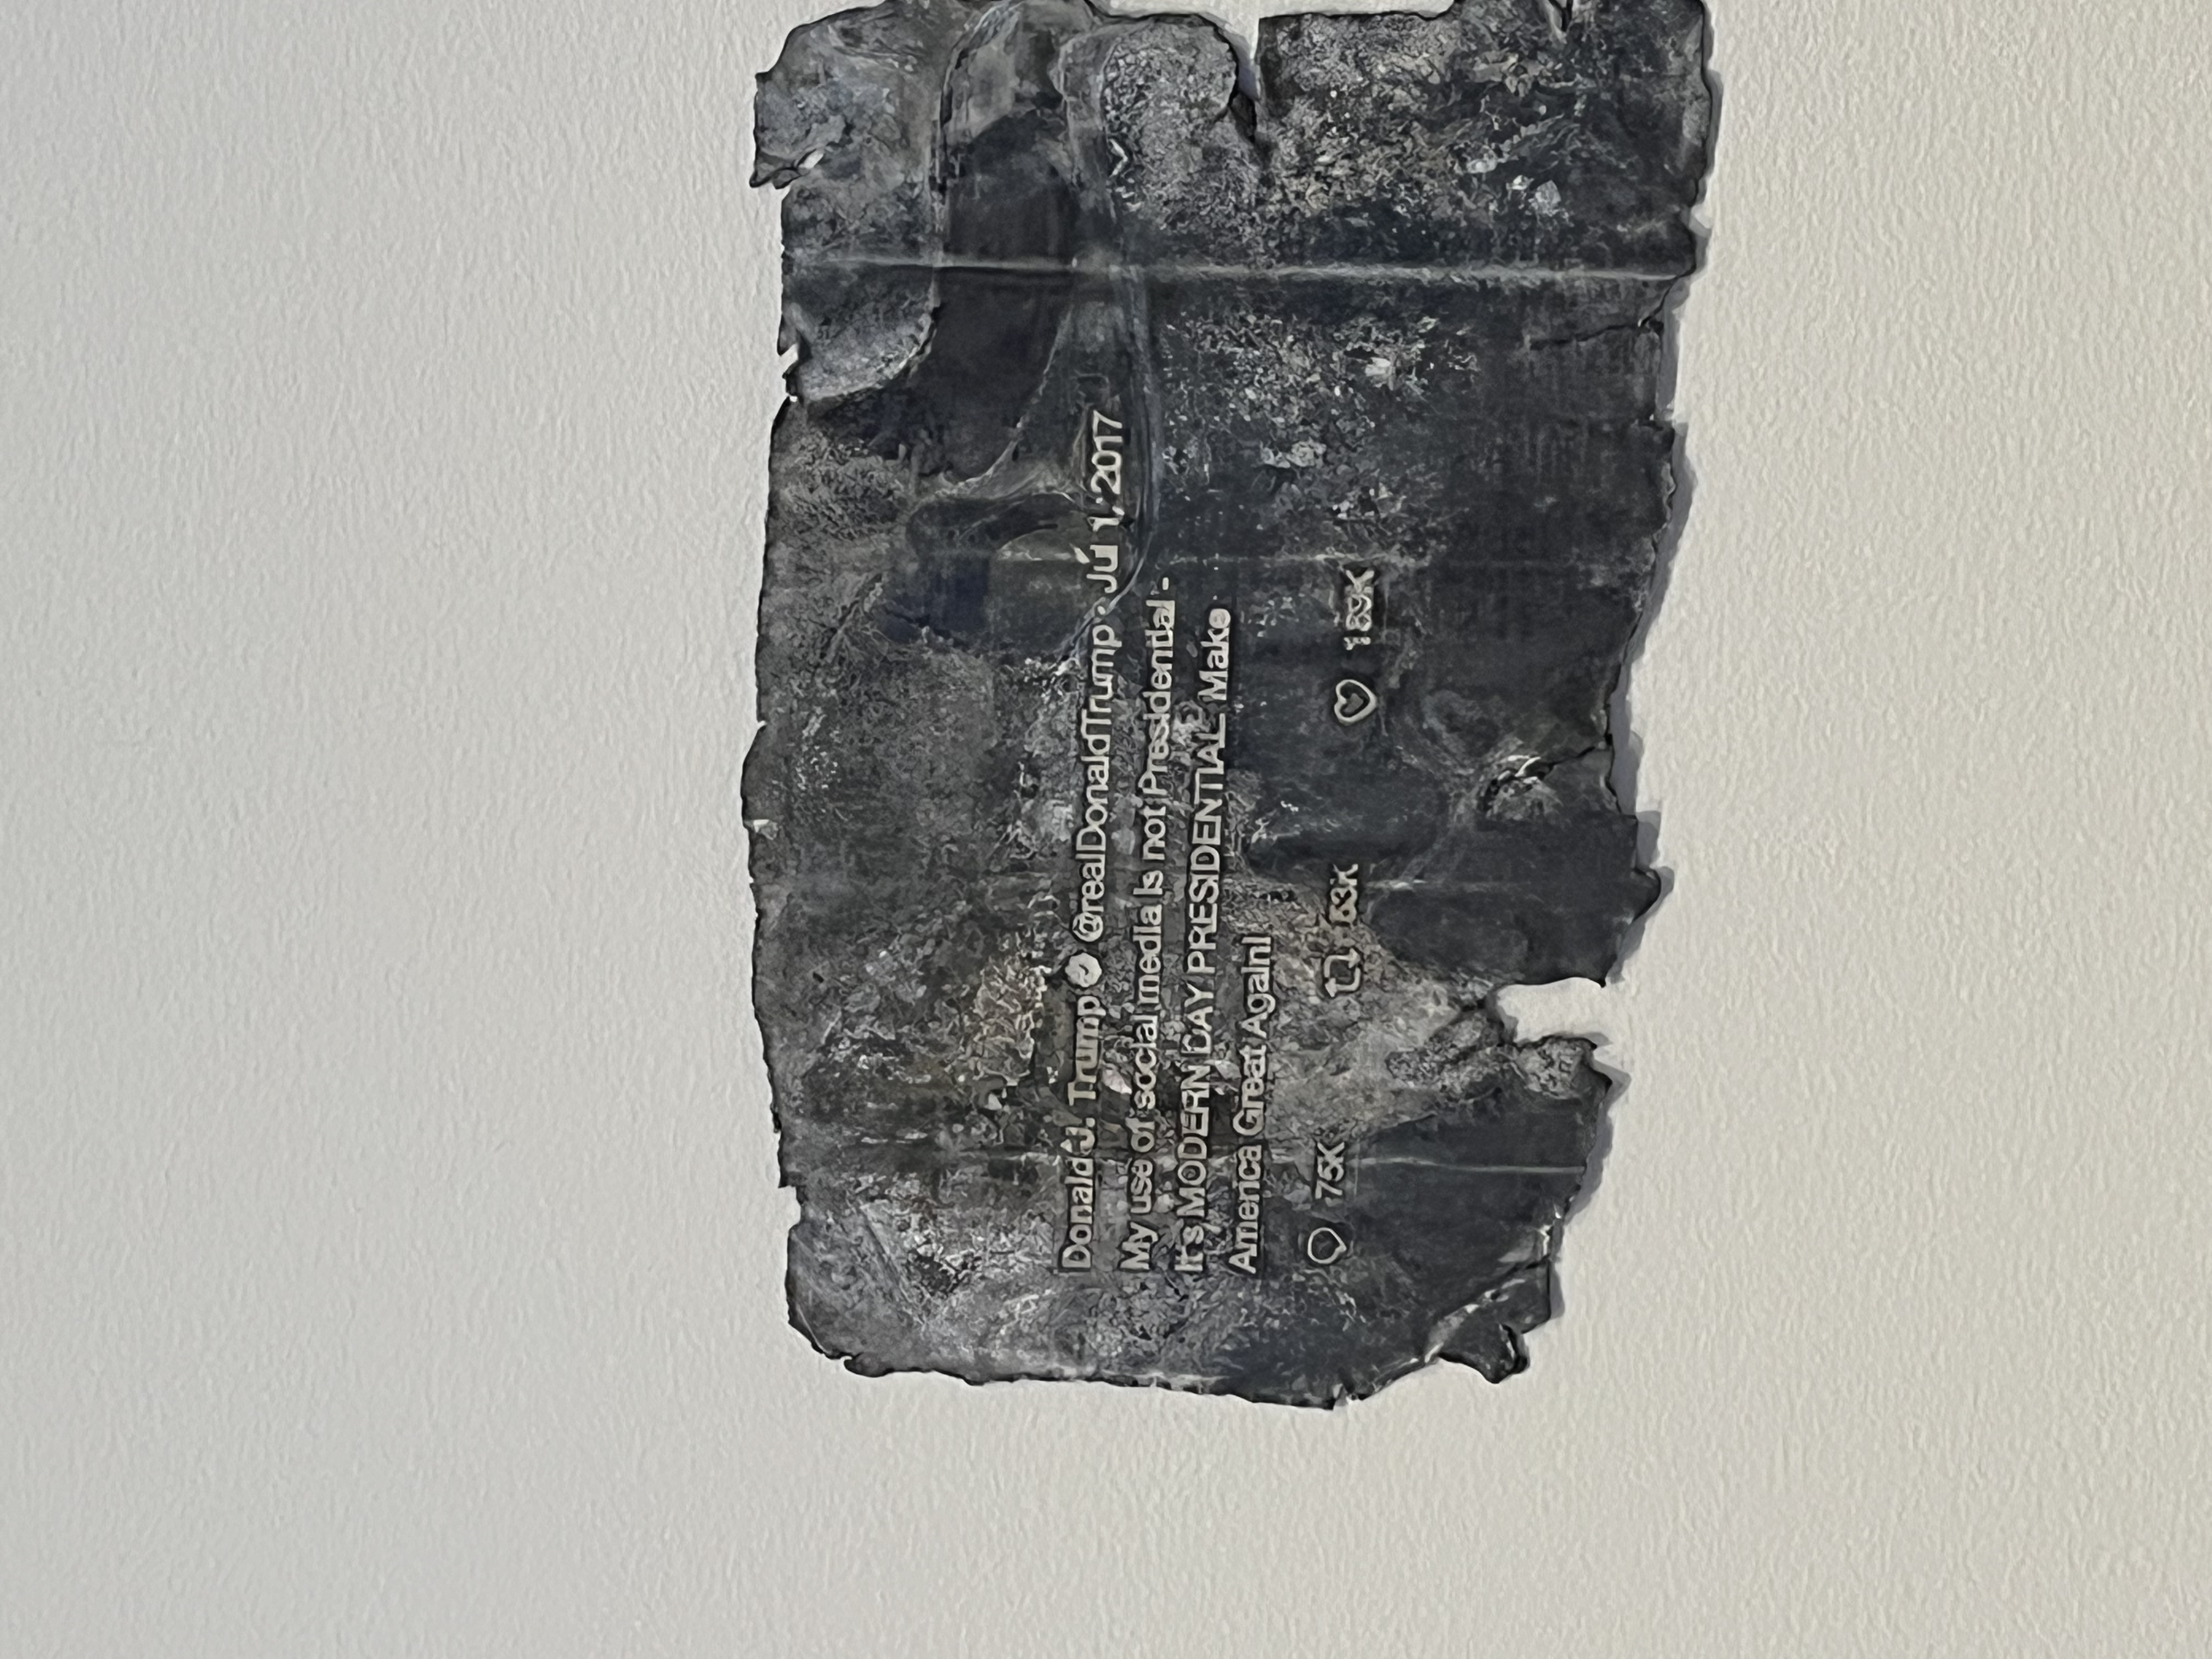 Donald J. Trump @realDonaldTrump · Jul 1, 2017
My use of social media is not Presidential -
It's MODERN DAY PRESIDENTIAL. Make
America Great Again!
75K 53K 189K